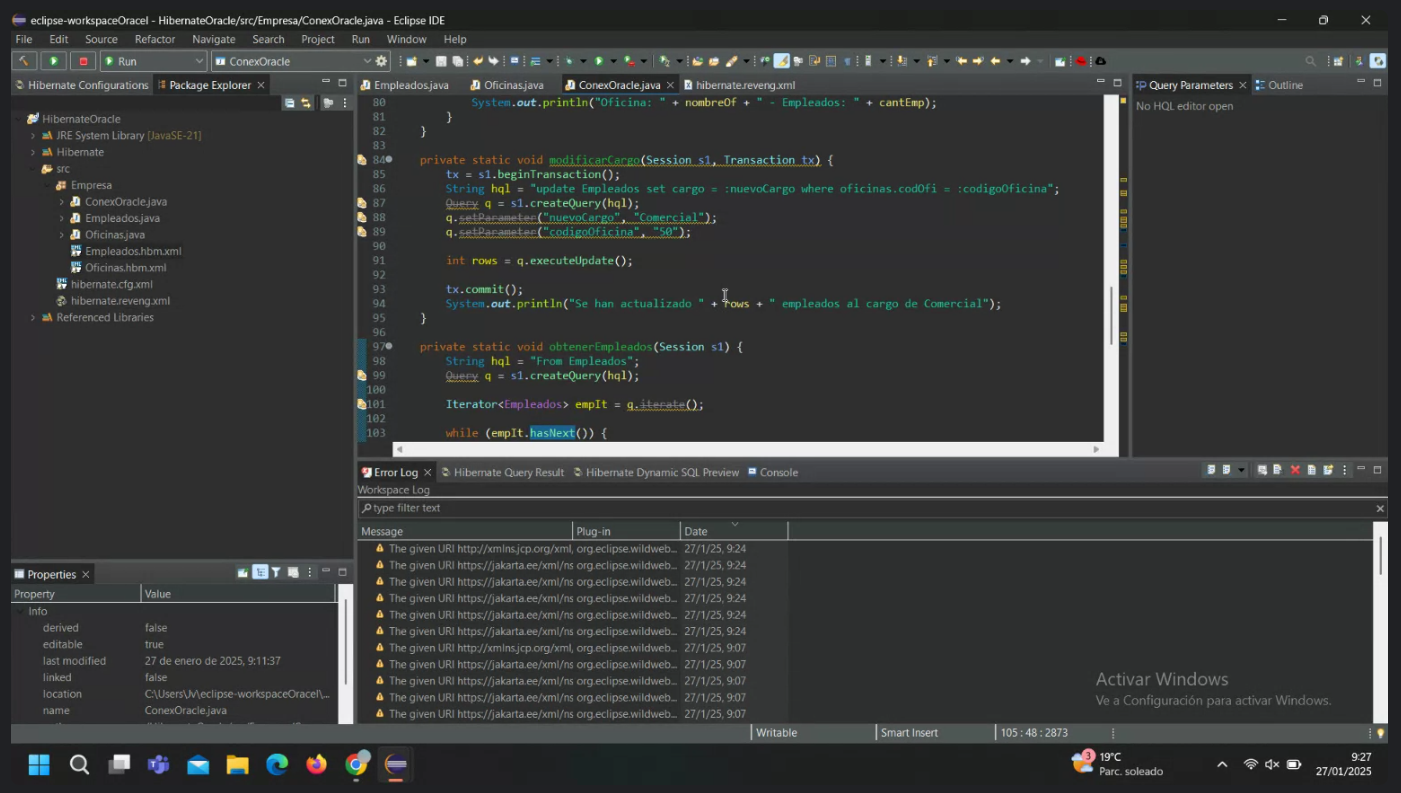 eclipse-workspaceOracel - HibernateOracle/src/Empresa/ConexOracle.java - Eclipse IDE
File Edit Source Refactor Navigate Search Project Run Window Help
Run ConexOracle
Hibernate Configurations Package Explorer
Empleados.java Oficinas.java ConexOracle.java hibernate.reveng.xml
Query Parameters Outline
No HQL editor open
HibernateOracle
JRE System Library [JavaSE-21]
Hibernate
src
Empresa
ConexOracle.java
Empleados.java
Oficinas.java
Empleados.hbm.xml
Oficinas.hbm.xml
hibernate.cfg.xml
hibernate.reveng.xml
Referenced Libraries
80 System.out.println("Oficina: " + nombreOf + " - Empleados: " + cantEmp);
81 }
82 }
83
84 private static void modificarCargo(Session s1, Transaction tx) {
85 tx = s1.beginTransaction();
86 String hql = "update Empleados set cargo = :nuevoCargo where oficinas.codOfi = :codigoOficina";
87 Query q = s1.createQuery(hql);
88 q.setParameter("nuevoCargo", "Comercial");
89 q.setParameter("codigoOficina", "50");
90
91 int rows = q.executeUpdate();
92
93 tx.commit();
94 System.out.println("Se han actualizado " + rows + " empleados al cargo de Comercial");
95 }
96
97 private static void obtenerEmpleados(Session s1) {
98 String hql = "From Empleados";
99 Query q = s1.createQuery(hql);
100
101 Iterator<Empleados> empIt = q.iterate();
102
103 while (empIt.hasNext()) {
Error Log Hibernate Query Result Hibernate Dynamic SQL Preview Console
Workspace Log
type filter text
Message Plug-in Date
The given URI http://xmlns.jcp.org/xml, org.eclipse.wildweb... 27/1/25, 9:24
The given URI https://jakarta.ee/xml/ns org.eclipse.wildweb... 27/1/25, 9:24
The given URI https://jakarta.ee/xml/ns org.eclipse.wildweb... 27/1/25, 9:24
The given URI https://jakarta.ee/xml/ns org.eclipse.wildweb... 27/1/25, 9:24
The given URI https://jakarta.ee/xml/ns org.eclipse.wildweb... 27/1/25, 9:24
The given URI https://jakarta.ee/xml/ns org.eclipse.wildweb... 27/1/25, 9:24
The given URI http://xmlns.jcp.org/xml, org.eclipse.wildweb... 27/1/25, 9:07
The given URI https://jakarta.ee/xml/ns org.eclipse.wildweb... 27/1/25, 9:07
The given URI https://jakarta.ee/xml/ns org.eclipse.wildweb... 27/1/25, 9:07
The given URI https://jakarta.ee/xml/ns org.eclipse.wildweb... 27/1/25, 9:07
The given URI https://jakarta.ee/xml/ns org.eclipse.wildweb... 27/1/25, 9:07
Properties
Property Value
Info
derived false
editable true
last modified 27 de enero de 2025, 9:11:37
linked false
location C:\Users\Jv\eclipse-workspaceOracel\...
name ConexOracle.java
Activar Windows
Ve a Configuración para activar Windows.
Writable Smart Insert 105 : 48 : 2873
3 19°C
Parc. soleado
9:27
27/01/2025